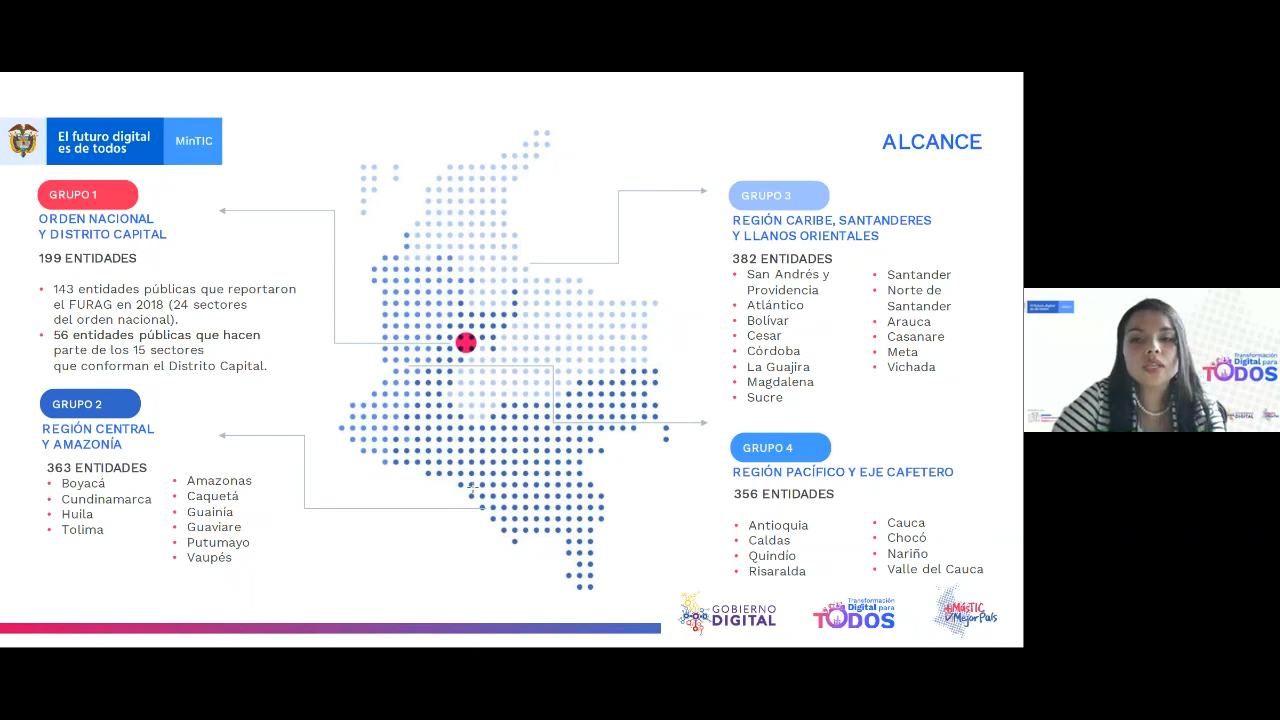 El futuro digital
es de todos
MinTIC
ALCANCE
GRUPO 1
ORDEN NACIONAL
Y DISTRITO CAPITAL
199 ENTIDADES
• 143 entidades públicas que reportaron
el FURAG en 2018 (24 sectores
del orden nacional).
• 56 entidades públicas que hacen
parte de los 15 sectores
que conforman el Distrito Capital.
GRUPO 2
REGIÓN CENTRAL
Y AMAZONÍA
363 ENTIDADES
• Boyacá
• Cundinamarca
• Huila
• Tolima
• Amazonas
• Caquetá
• Guainía
• Guaviare
• Putumayo
• Vaupés
GRUPO 3
REGIÓN CARIBE, SANTANDERES
Y LLANOS ORIENTALES
382 ENTIDADES
• San Andrés y
Providencia
• Atlántico
• Bolívar
• Cesar
• Córdoba
• La Guajira
• Magdalena
• Sucre
• Santander
• Norte de
Santander
• Arauca
• Casanare
• Meta
• Vichada
GRUPO 4
REGIÓN PACÍFICO Y EJE CAFETERO
356 ENTIDADES
• Antioquia
• Caldas
• Quindío
• Risaralda
• Cauca
• Chocó
• Nariño
• Valle del Cauca
GOBIERNO
DIGITAL
Transformación
Digital para
TODOS
+MásTIC
Mejor País
Transformación
Digital para
TODOS